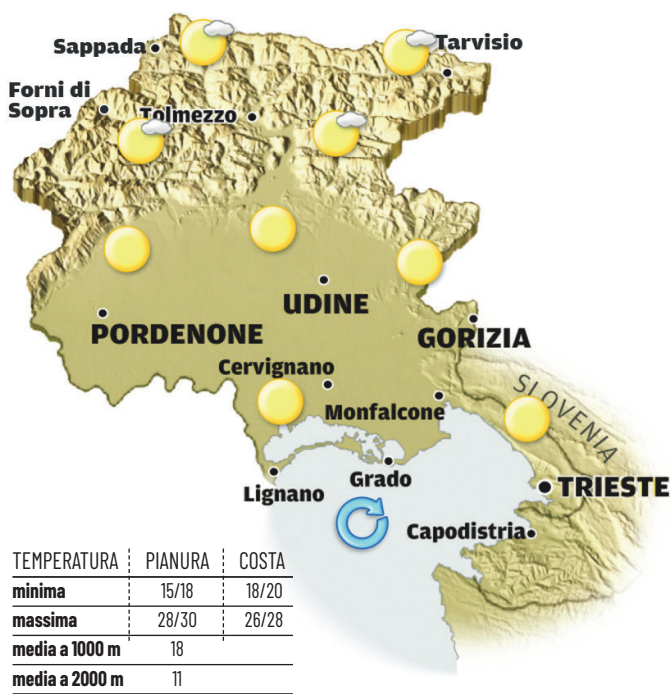 Sappada
Tarvisio
Forni di
Sopra
Tolmezzo
UDINE
PORDENONE
GORIZIA
Cervignano
SLOVENIA
Monfalcone
Grado
TRIESTE
Lignano
Capodistria
TEMPERATURA PIANURA COSTA
minima 15/18 18/20
massima 28/30 26/28
media a 1000 m 18
media a 2000 m 11